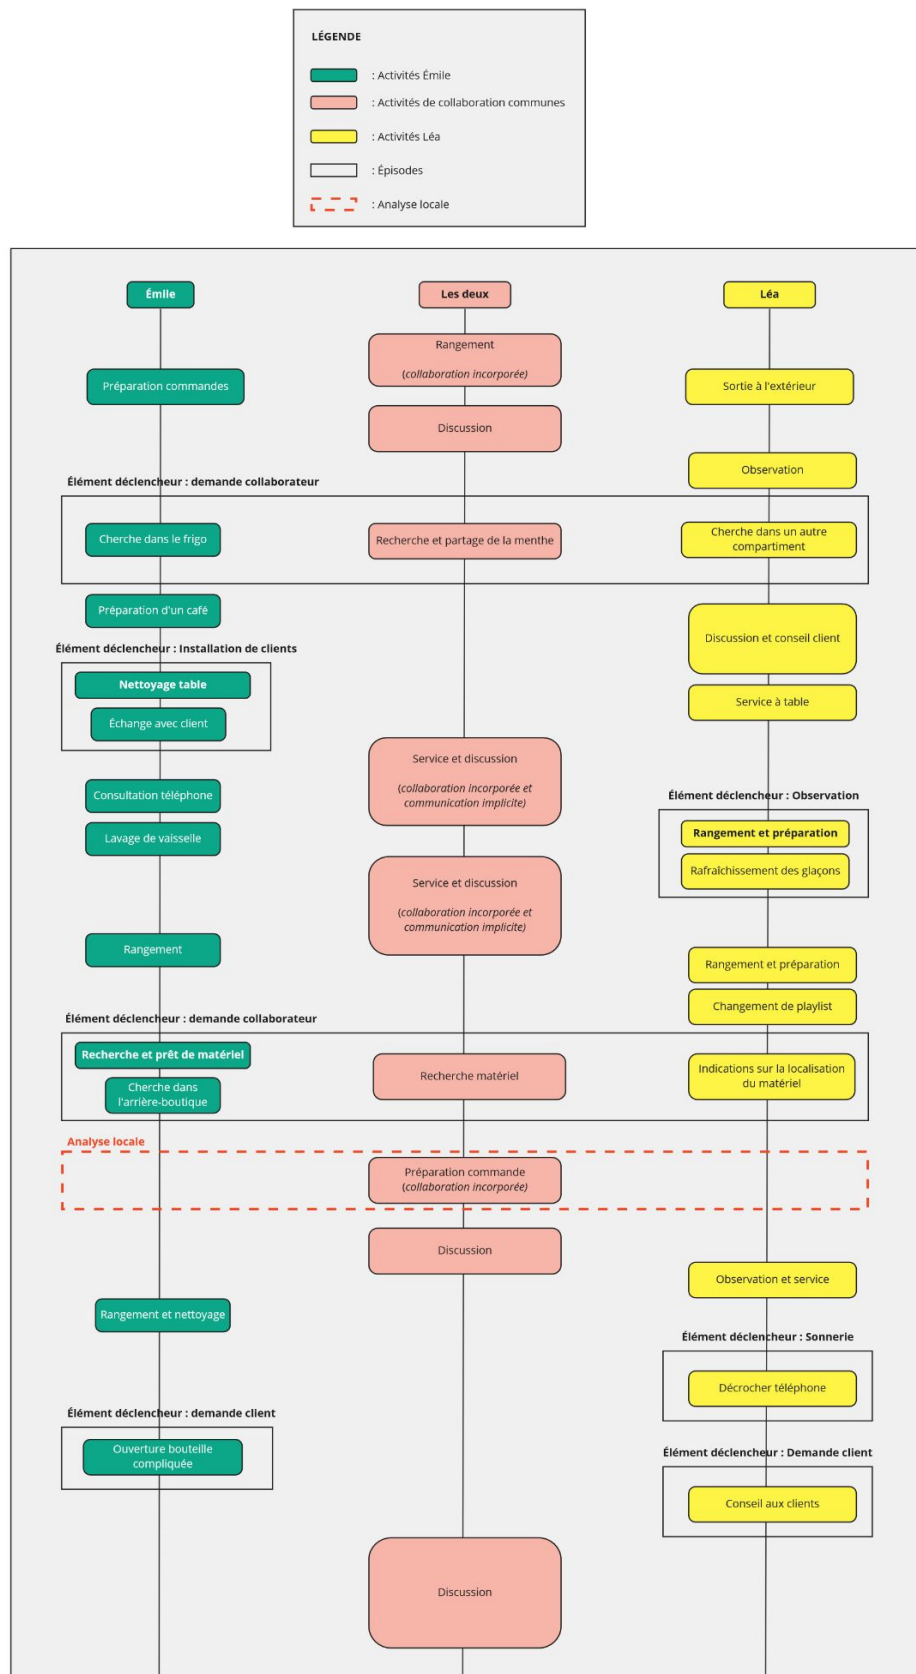 LÉGENDE
: Activités Émile
: Activités de collaboration communes
: Activités Léa
: Épisodes
: Analyse locale
Émile
Les deux
Léa
Rangement
(collaboration incorporée)
Préparation commandes
Sortie à l'extérieur
Discussion
Observation
Élément déclencheur : demande collaborateur
Cherche dans le frigo
Recherche et partage de la menthe
Cherche dans un autre
compartiment
Préparation d'un café
Discussion et conseil client
Élément déclencheur : Installation de clients
Nettoyage table
Échange avec client
Service à table
Service et discussion
(collaboration incorporée et
communication implicite)
Consultation téléphone
Élément déclencheur : Observation
Lavage de vaisselle
Rangement et préparation
Rafraîchissement des glaçons
Service et discussion
(collaboration incorporée et
communication implicite)
Rangement
Rangement et préparation
Changement de playlist
Élément déclencheur : demande collaborateur
Recherche et prêt de matériel
Cherche dans
l'arrière-boutique
Recherche matériel
Indications sur la localisation
du matériel
Analyse locale
Préparation commande
(collaboration incorporée)
Discussion
Observation et service
Rangement et nettoyage
Élément déclencheur : Sonnerie
Décrocher téléphone
Élément déclencheur : demande client
Ouverture bouteille
compliquée
Élément déclencheur : Demande client
Conseil aux clients
Discussion